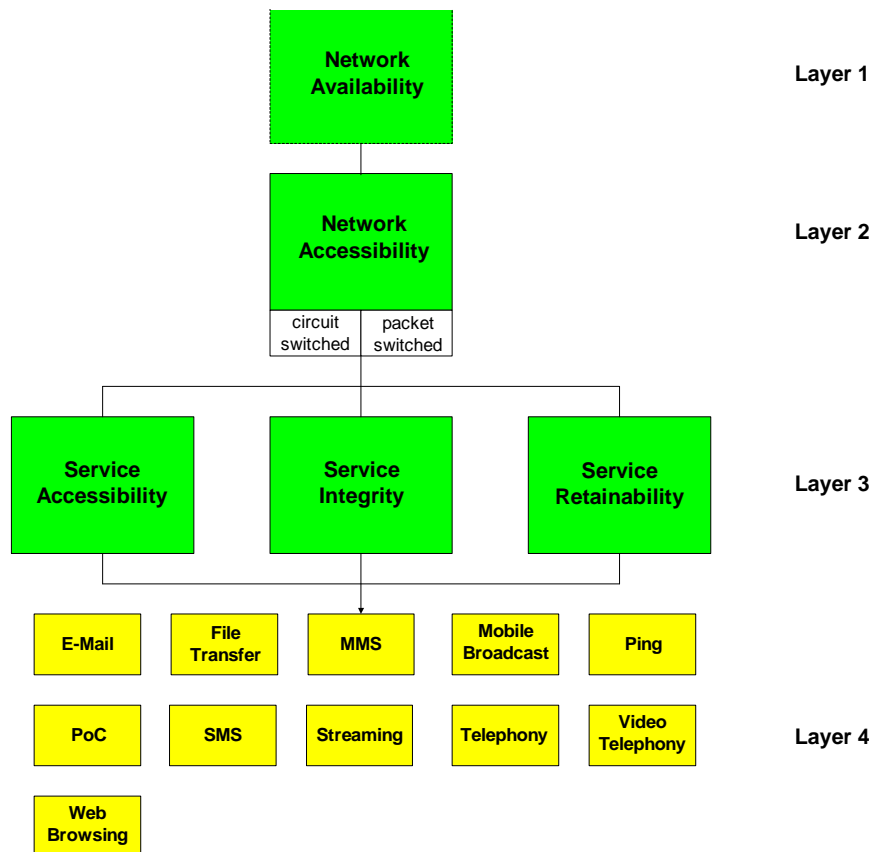 Network
Availability
Layer 1
Network
Accessibility
Layer 2
circuit
switched
packet
switched
Service
Accessibility
Service
Integrity
Service
Retainability
Layer 3
E-Mail
File
Transfer
MMS
Mobile
Broadcast
Ping
PoC
SMS
Streaming
Telephony
Video
Telephony
Layer 4
Web
Browsing